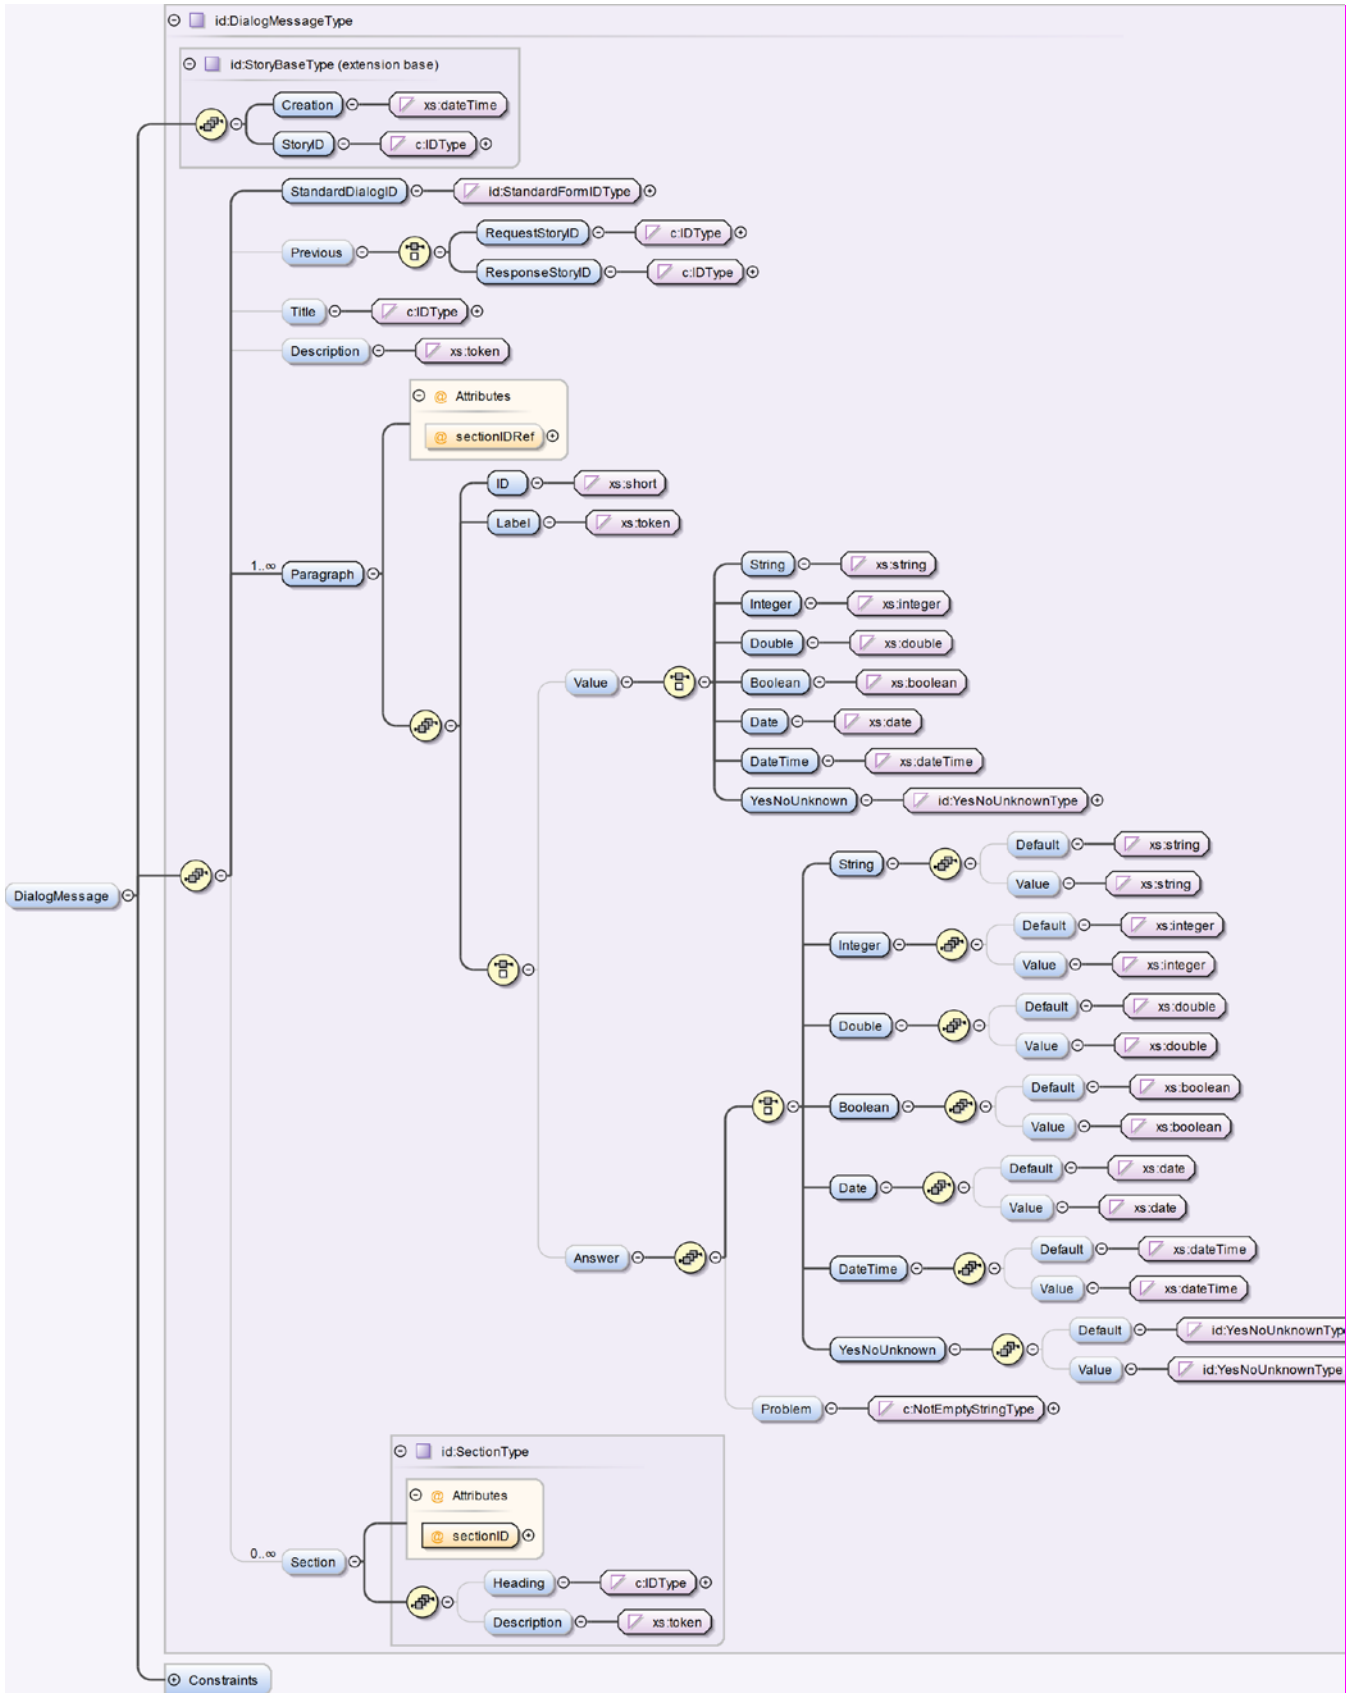 id:DialogMessageType
id:StoryBaseType (extension base)
Creation xs:dateTime
StoryID c:IDType
StandardDialogID id:StandardFormIDType
RequestStoryID c:IDType
Previous
ResponseStoryID c:IDType
Title c:IDType
Description xs:token
@ Attributes
@ sectionIDRef
ID xs:short
Label xs:token
1..∞ Paragraph
String xs:string
Integer xs:integer
Double xs:double
Value Boolean xs:boolean
Date xs:date
DateTime xs:dateTime
YesNoUnknown id:YesNoUnknownType
Default xs:string
String
Value xs:string
DialogMessage
Default xs:integer
Integer
Value xs:integer
Default xs:double
Double
Value xs:double
Default xs:boolean
Boolean
Value xs:boolean
Default xs:date
Date
Value xs:date
Answer
Default xs:dateTime
DateTime
Value xs:dateTime
Default id:YesNoUnknownTyp
YesNoUnknown
Value id:YesNoUnknownType
Problem c:NotEmptyStringType
id:SectionType
@ Attributes
@ sectionID
0..∞ Section
Heading c:IDType
Description xs:token
Constraints